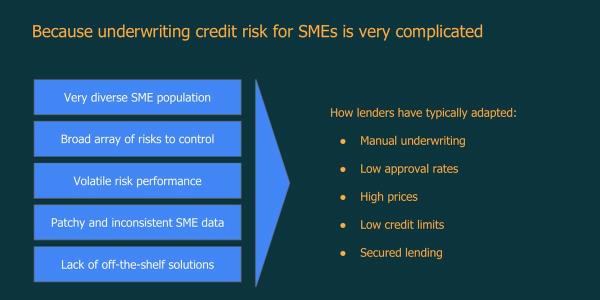 Because underwriting credit risk for SMEs is very complicated
Very diverse SME population
Broad array of risks to control
Volatile risk performance
Patchy and inconsistent SME data
Lack of off-the-shelf solutions
How lenders have typically adapted:
● Manual underwriting
● Low approval rates
● High prices
● Low credit limits
● Secured lending